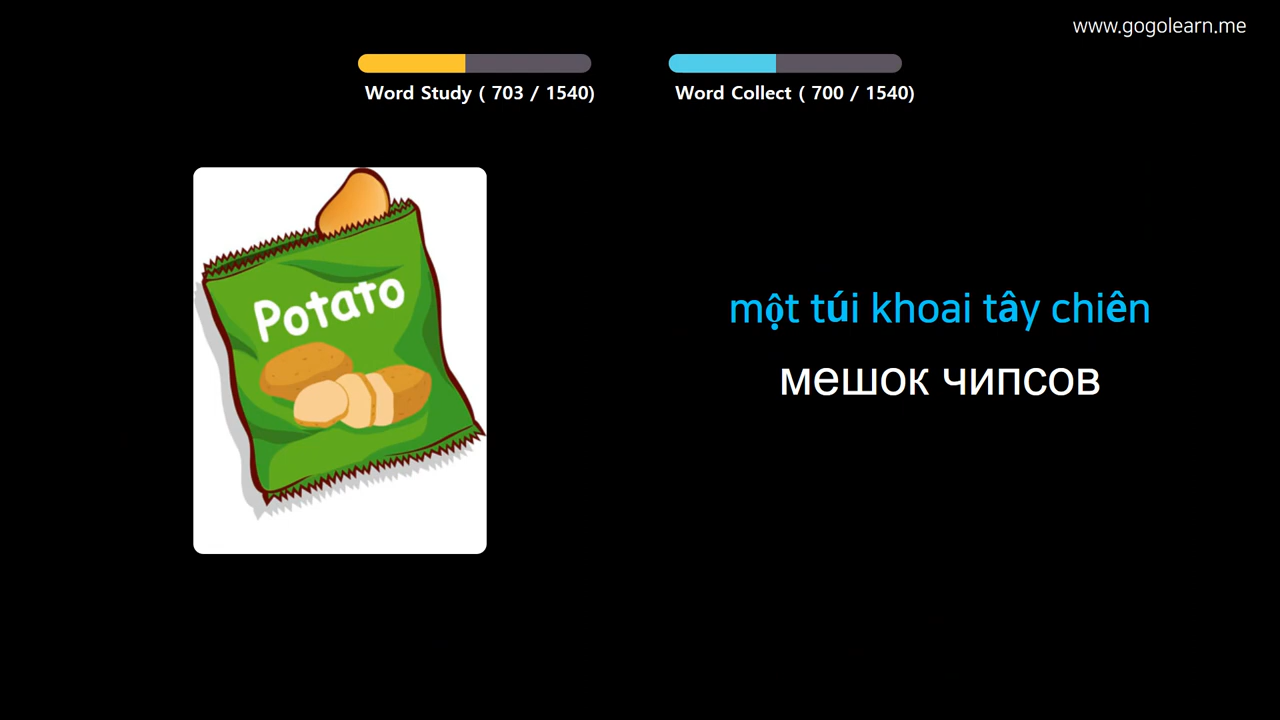 www.gogolearn.me
Word Study ( 703 / 1540)
Word Collect ( 700 / 1540)
Potato
một túi khoai tây chiên
мешок чипсов